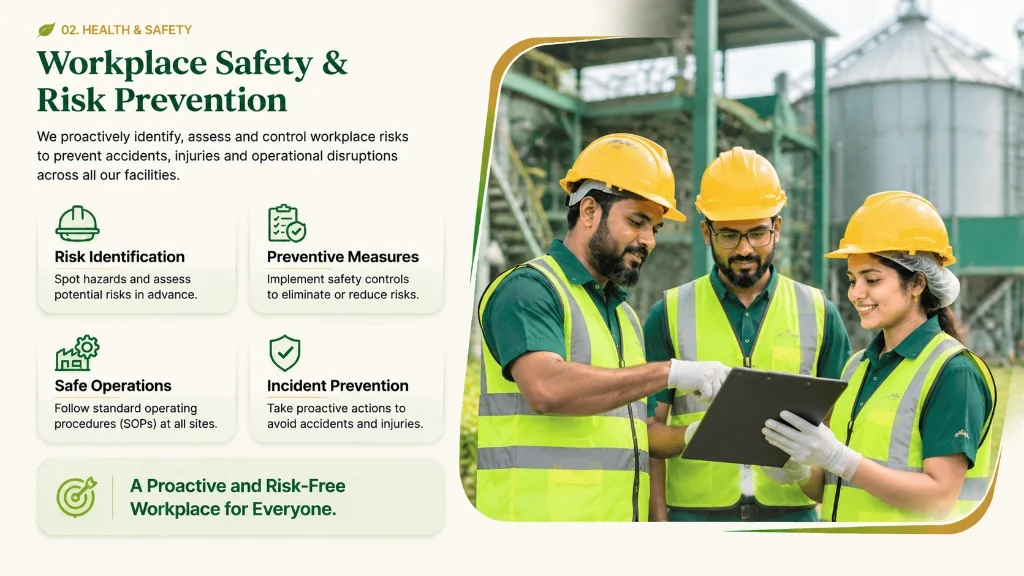 02. HEALTH & SAFETY
Workplace Safety &
Risk Prevention
We proactively identify, assess and control workplace risks
to prevent accidents, injuries and operational disruptions
across all our facilities.
Risk Identification
Spot hazards and assess
potential risks in advance.
Preventive Measures
Implement safety controls
to eliminate or reduce risks.
Safe Operations
Follow standard operating
procedures (SOPs) at all sites.
Incident Prevention
Take proactive actions to
avoid accidents and injuries.
A Proactive and Risk-Free
Workplace for Everyone.